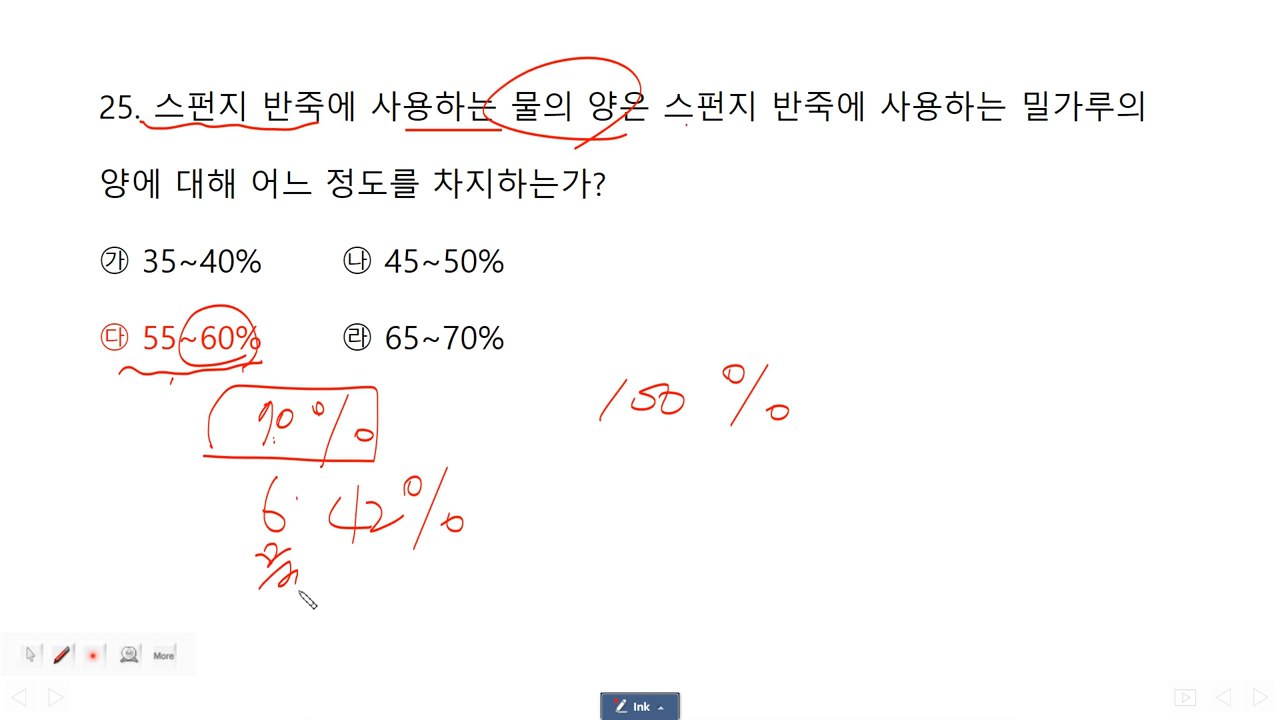 25. 스펀지 반죽에 사용하는 물의 양은 스펀지 반죽에 사용하는 밀가루의
양에 대해 어느 정도를 차지하는가?
㉮ 35~40%
㉯ 45~50%
㉰ 55~60%
㉱ 65~70%
%
42%
More
Ink